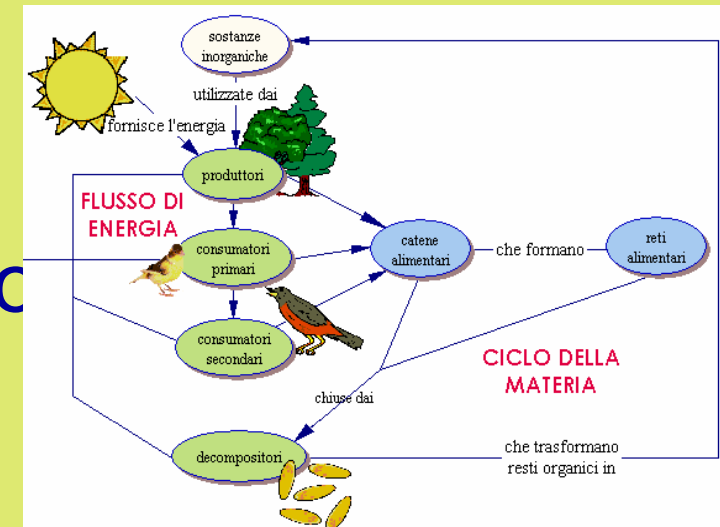 sostanze
inorganiche
utilizzate dai
fornisce l'energia
produttori
FLUSSO DI
ENERGIA
consumatori
primari
catene
alimentari
che formano
reti
alimentari
consumatori
secondari
CICLO DELLA
MATERIA
chiuse dai
decompositori
che trasformano
resti organici in